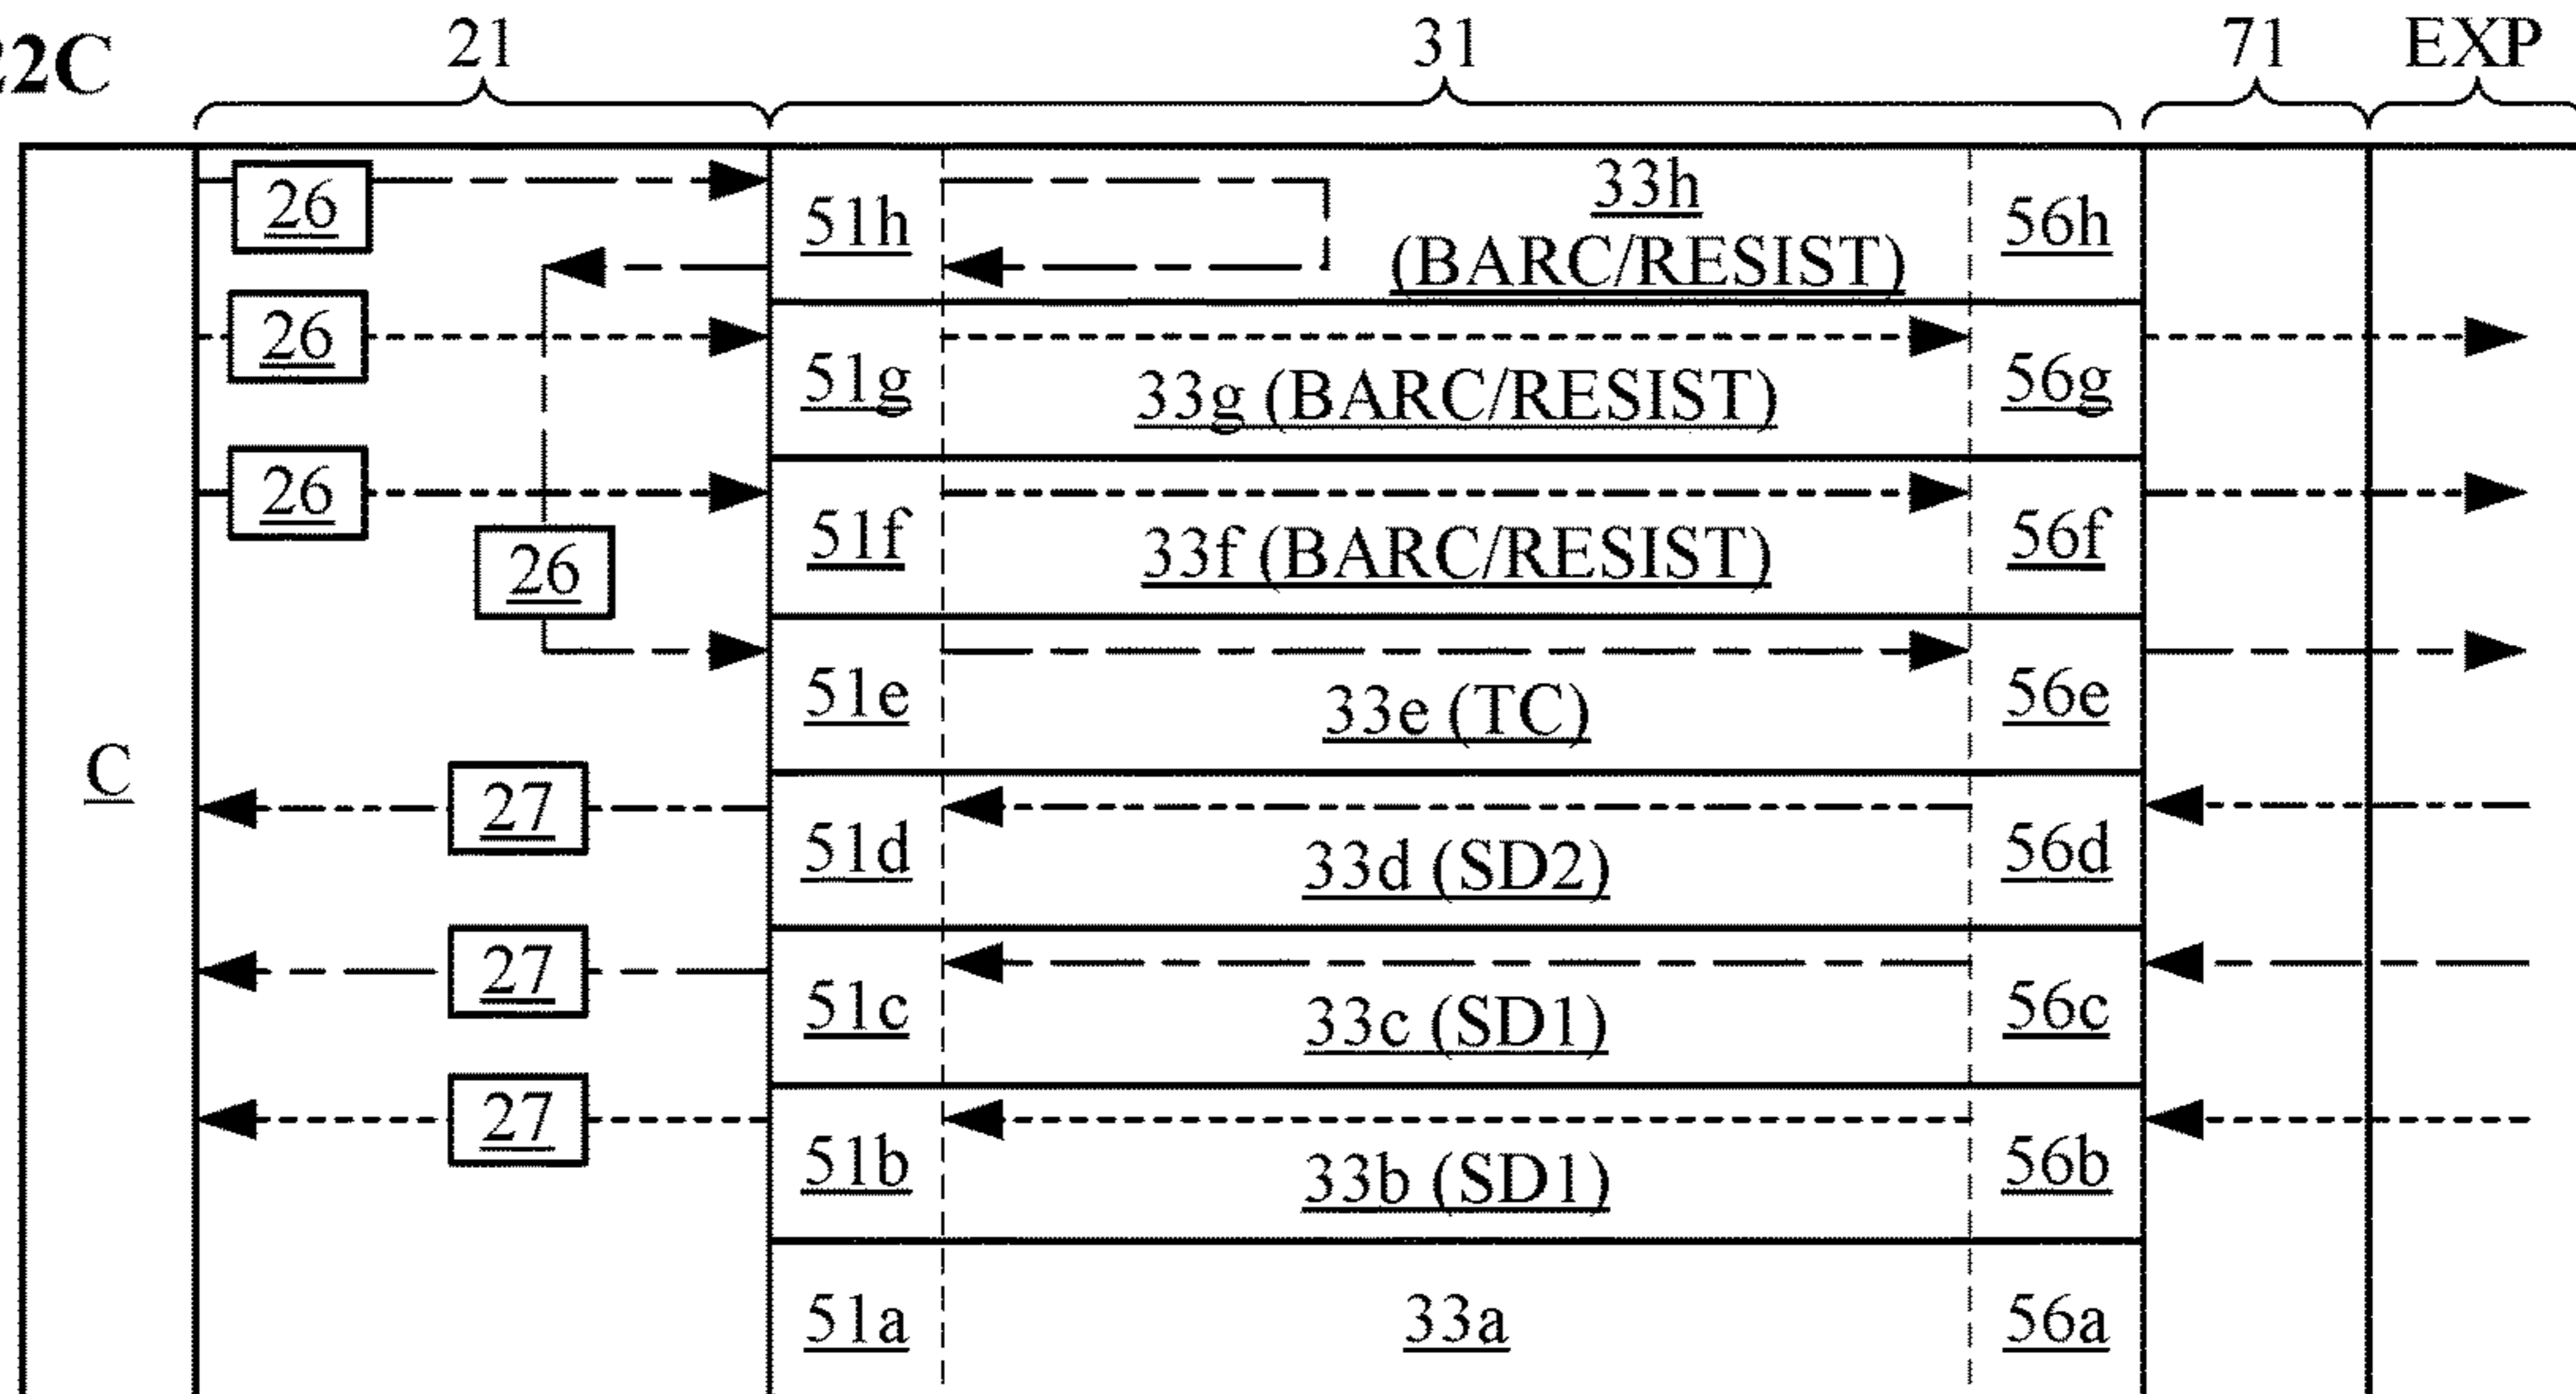 22C
21 31 71 EXP
26 51h 33h 56h
(BARC/RESIST)
26 51g 33g (BARC/RESIST) 56g
26 51f 33f (BARC/RESIST) 56f
26
51e 33e (TC) 56e
C
27 51d 33d (SD2) 56d
27 51c 33c (SD1) 56c
27 51b 33b (SD1) 56b
51a 33a 56a